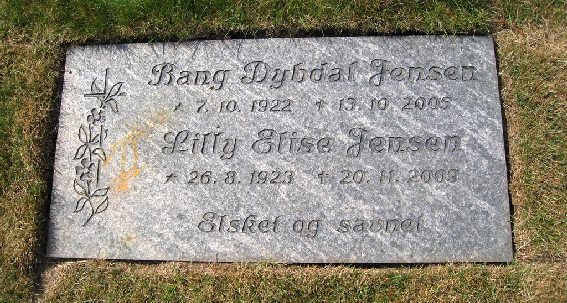 Bang Dybdal Jensen
* 7. 10. 1922 † 13. 10. 2005
Lilly Elise Jensen
* 26. 8. 1923 † 20. 11. 2009
Elsket og savnet